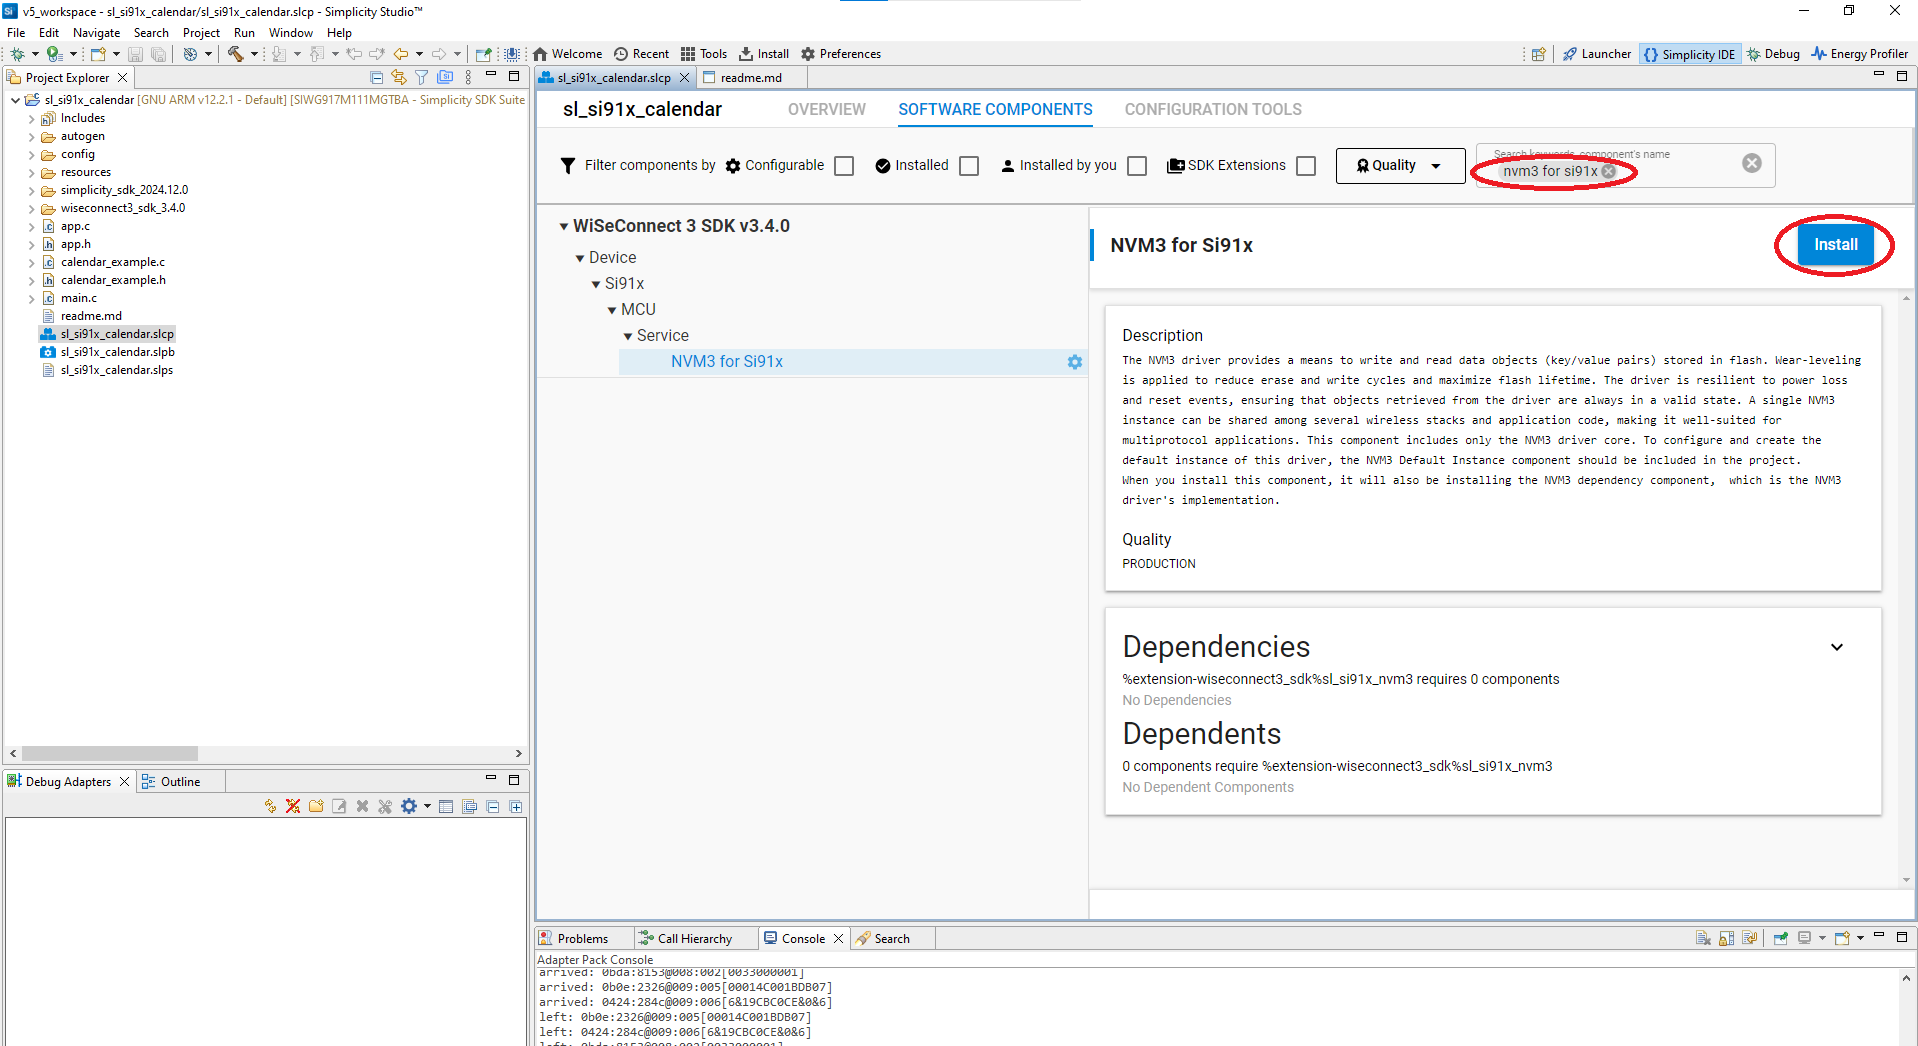 v5_workspace - sl_si91x_calendar/sl_si91x_calendar.slcp - Simplicity Studio™
File Edit Navigate Search Project Run Window Help
Welcome Recent Tools Install Preferences
Launcher Simplicity IDE Debug Energy Profiler
Project Explorer
sl_si91x_calendar [GNU ARM v12.2.1 - Default] [SIWG917M111MGTBA - Simplicity SDK Suite
Includes
autogen
config
resources
simplicity_sdk_2024.12.0
wiseconnect3_sdk_3.4.0
app.c
app.h
calendar_example.c
calendar_example.h
main.c
readme.md
sl_si91x_calendar.slcp
sl_si91x_calendar.slpb
sl_si91x_calendar.slps
Debug Adapters Outline
sl_si91x_calendar.slcp readme.md
sl_si91x_calendar OVERVIEW SOFTWARE COMPONENTS CONFIGURATION TOOLS
Filter components by Configurable Installed Installed by you SDK Extensions Quality
Search keywords, component's name
nvm3 for si91x
WiSeConnect 3 SDK v3.4.0
Device
Si91x
MCU
Service
NVM3 for Si91x
NVM3 for Si91x
Install
Description
The NVM3 driver provides a means to write and read data objects (key/value pairs) stored in flash. Wear-leveling
is applied to reduce erase and write cycles and maximize flash lifetime. The driver is resilient to power loss
and reset events, ensuring that objects retrieved from the driver are always in a valid state. A single NVM3
instance can be shared among several wireless stacks and application code, making it well-suited for
multiprotocol applications. This component includes only the NVM3 driver core. To configure and create the
default instance of this driver, the NVM3 Default Instance component should be included in the project.
When you install this component, it will also be installing the NVM3 dependency component,  which is the NVM3
driver's implementation.
Quality
PRODUCTION
Dependencies
%extension-wiseconnect3_sdk%sl_si91x_nvm3 requires 0 components
No Dependencies
Dependents
0 components require %extension-wiseconnect3_sdk%sl_si91x_nvm3
No Dependent Components
Problems Call Hierarchy Console Search
Adapter Pack Console
arrived: 0bda:8153@008:002[0033000001]
arrived: 0b0e:2326@009:005[00014C001BDB07]
arrived: 0424:284c@009:006[6&19CBC0CE&0&6]
left: 0b0e:2326@009:005[00014C001BDB07]
left: 0424:284c@009:006[6&19CBC0CE&0&6]
left: 0bda:8153@008:002[0033000001]